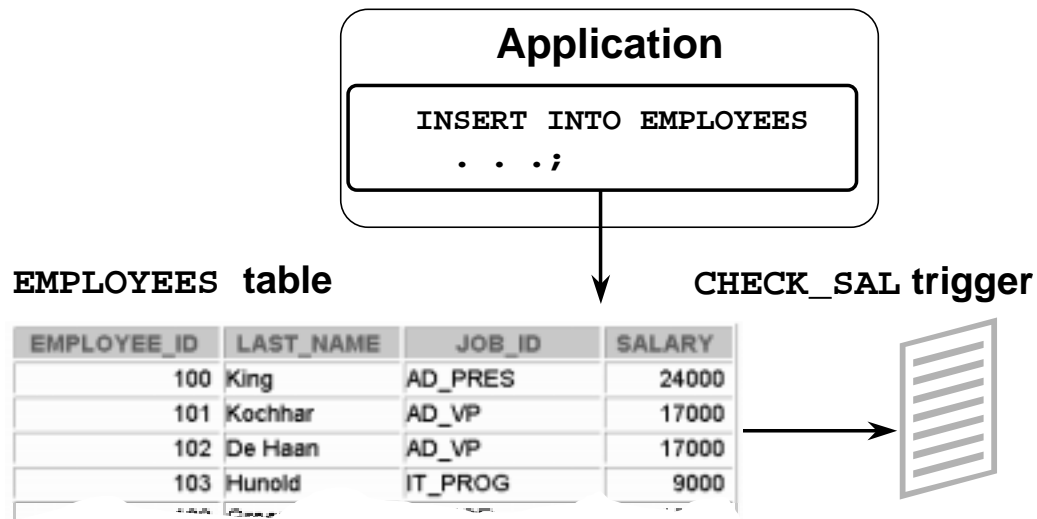 Application
INSERT INTO EMPLOYEES
. . .;
EMPLOYEES table
CHECK_SAL trigger
EMPLOYEE_ID LAST_NAME JOB_ID SALARY
100 King AD_PRES 24000
101 Kochhar AD_VP 17000
102 De Haan AD_VP 17000
103 Hunold IT_PROG 9000